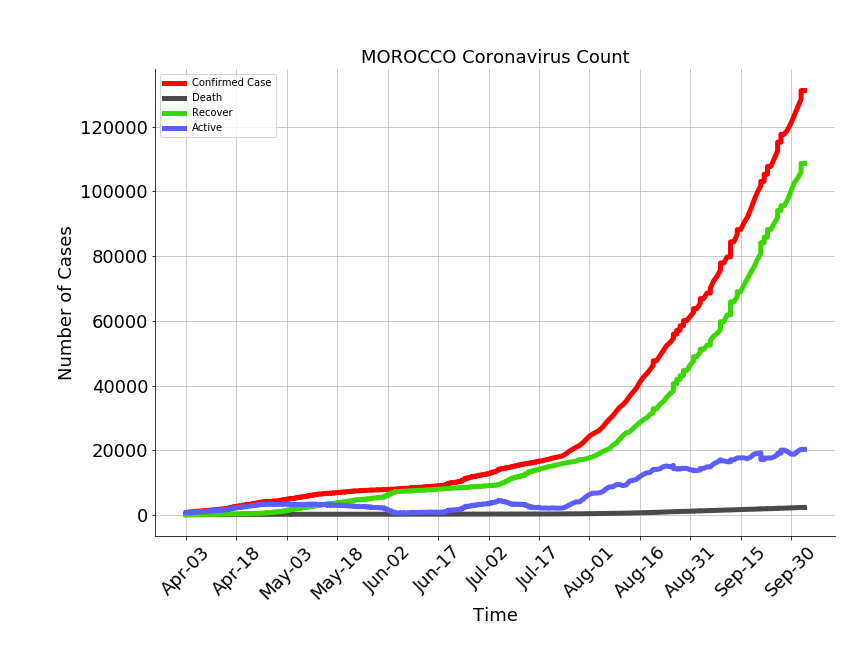 MOROCCO Coronavirus Count
Confirmed Case
Death
Recover
Active
Number of Cases
120000
100000
80000
60000
40000
20000
0
Apr-03
Apr-18
May-03
May-18
Jun-02
Jun-17
Jul-02
Jul-17
Aug-01
Aug-16
Aug-31
Sep-15
Sep-30
Time